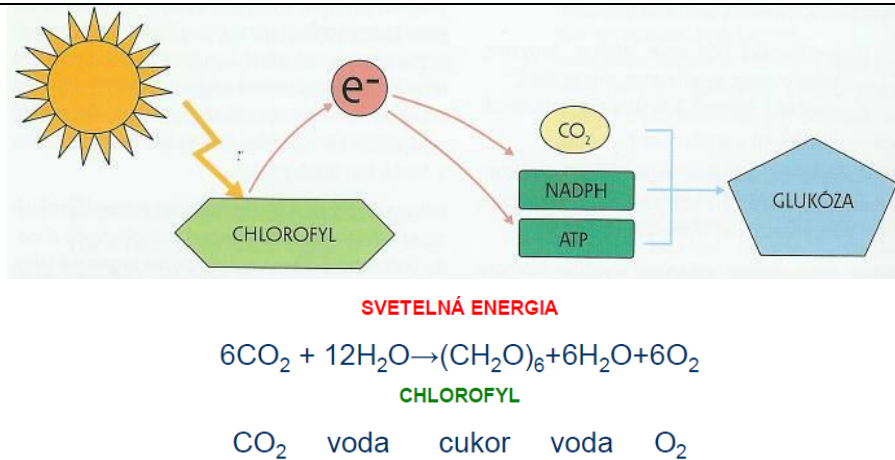 e-
CO₂
NADPH
GLUKÓZA
CHLOROFYL
ATP
SVETELNÁ ENERGIA
6CO₂ + 12H₂O→(CH₂O)₆+6H₂O+6O₂
CHLOROFYL
CO₂ voda cukor voda O₂